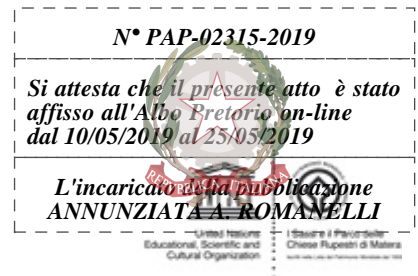 N° PAP-02315-2019
Si attesta che il presente atto è stato
affisso all'Albo Pretorio on-line
dal 10/05/2019 al 25/05/2019
L'incaricato della pubblicazione
ANNUNZIATA A. ROMANELLI
REPVBBLICA ITALIANA
United Nations
Educational, Scientific and
Cultural Organization
I Sassi e il Parco delle
Chiese Rupestri di Matera